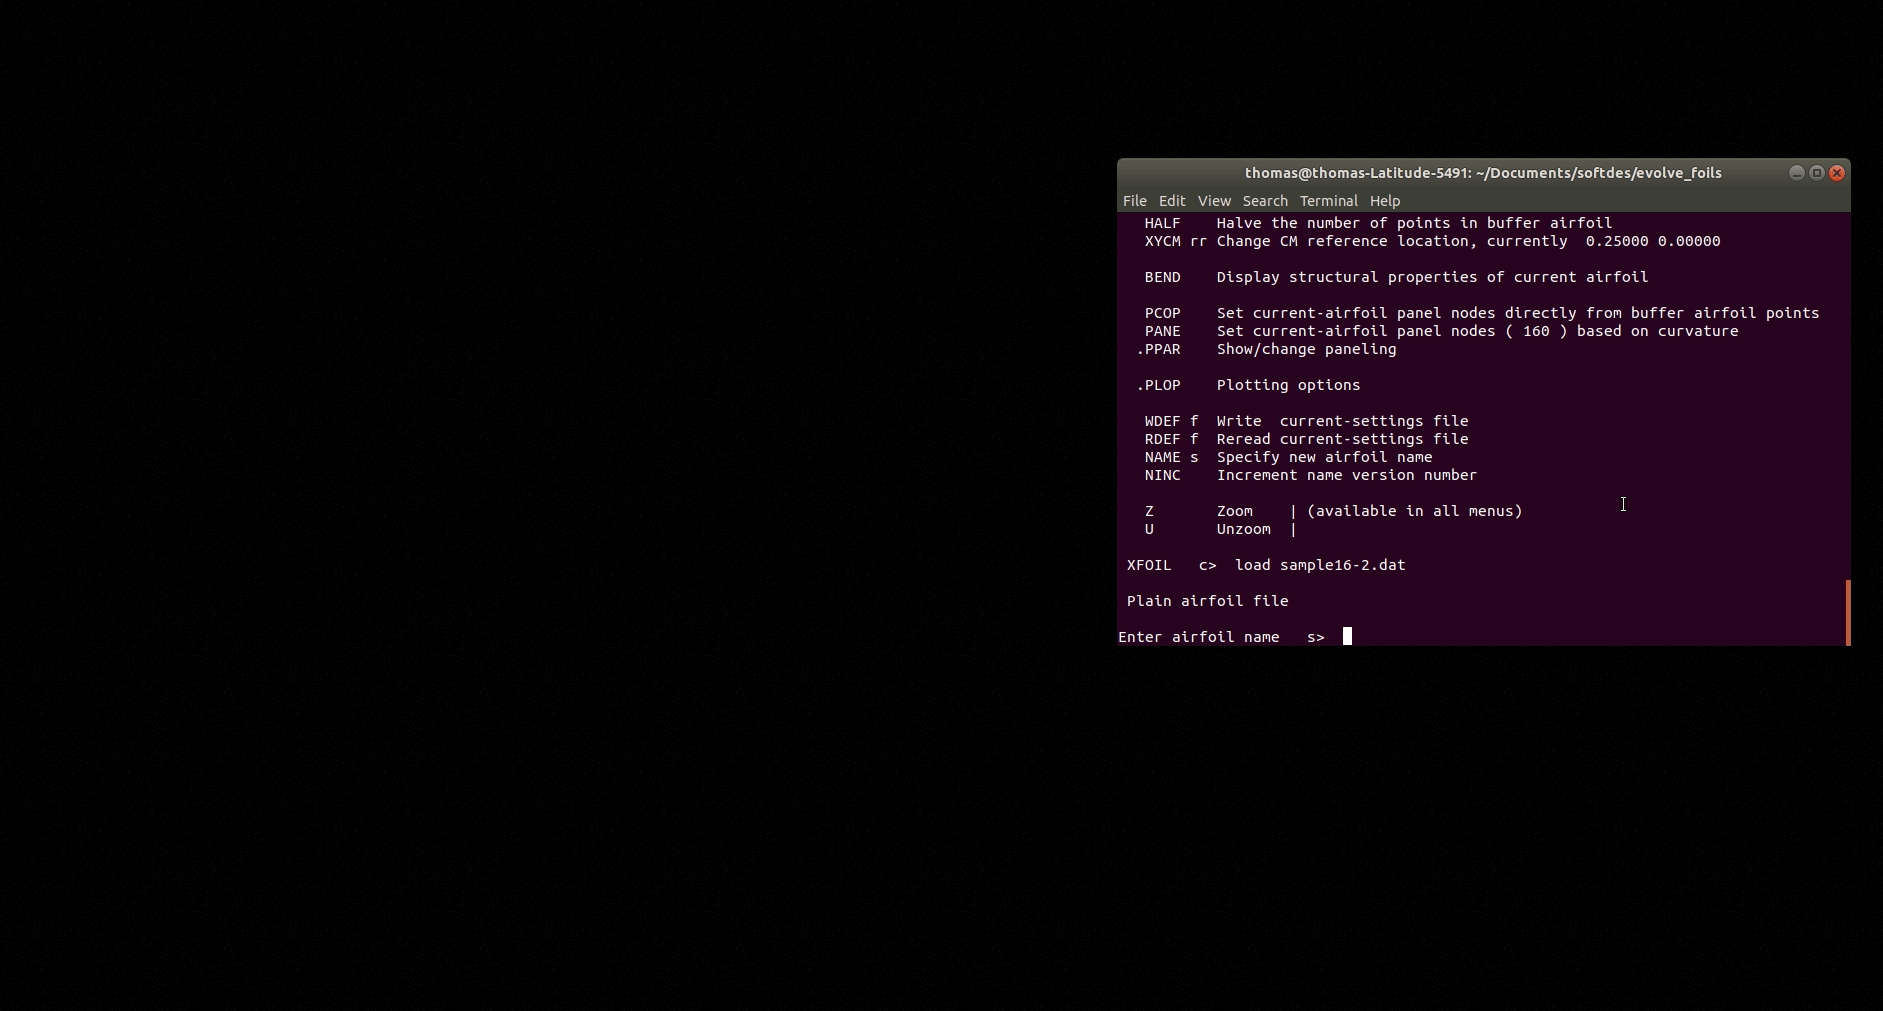 thomas@thomas-Latitude-5491: ~/Documents/softdes/evolve_foils
File Edit View Search Terminal Help
HALF Halve the number of points in buffer airfoil
XYCM rr Change CM reference location, currently 0.25000 0.00000
BEND Display structural properties of current airfoil
PCOP Set current-airfoil panel nodes directly from buffer airfoil points
PANE Set current-airfoil panel nodes ( 160 ) based on curvature
.PPAR Show/change paneling
.PLOP Plotting options
WDEF f Write current-settings file
RDEF f Reread current-settings file
NAME s Specify new airfoil name
NINC Increment name version number
Z Zoom | (available in all menus)
U Unzoom |
XFOIL c> load sample16-2.dat
Plain airfoil file
Enter airfoil name s>